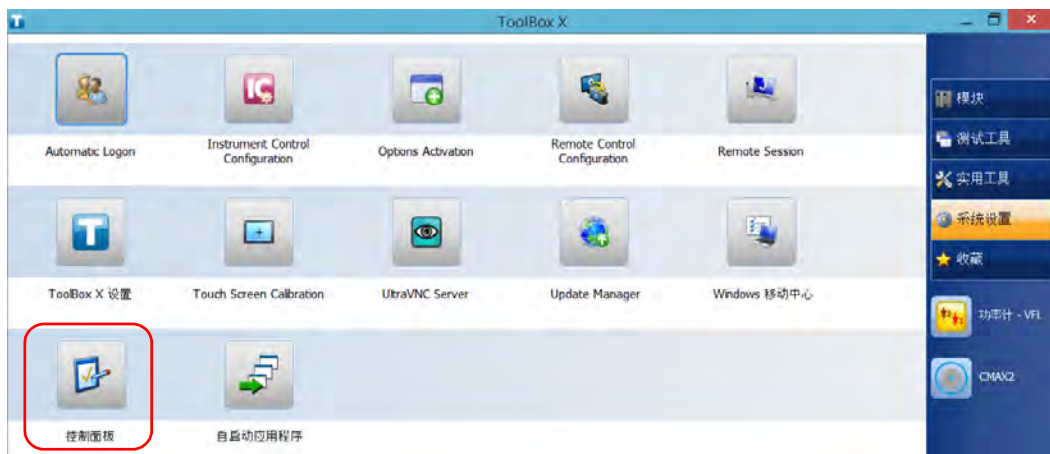 ToolBox X
Automatic Logon
Instrument Control
Configuration
Options Activation
Remote Control
Configuration
Remote Session
ToolBox X 设置
Touch Screen Calibration
UltraVNC Server
Update Manager
Windows 移动中心
控制面板
自启动应用程序
模块
测试工具
实用工具
系统设置
收藏
功率计 - VFL
CMAX2